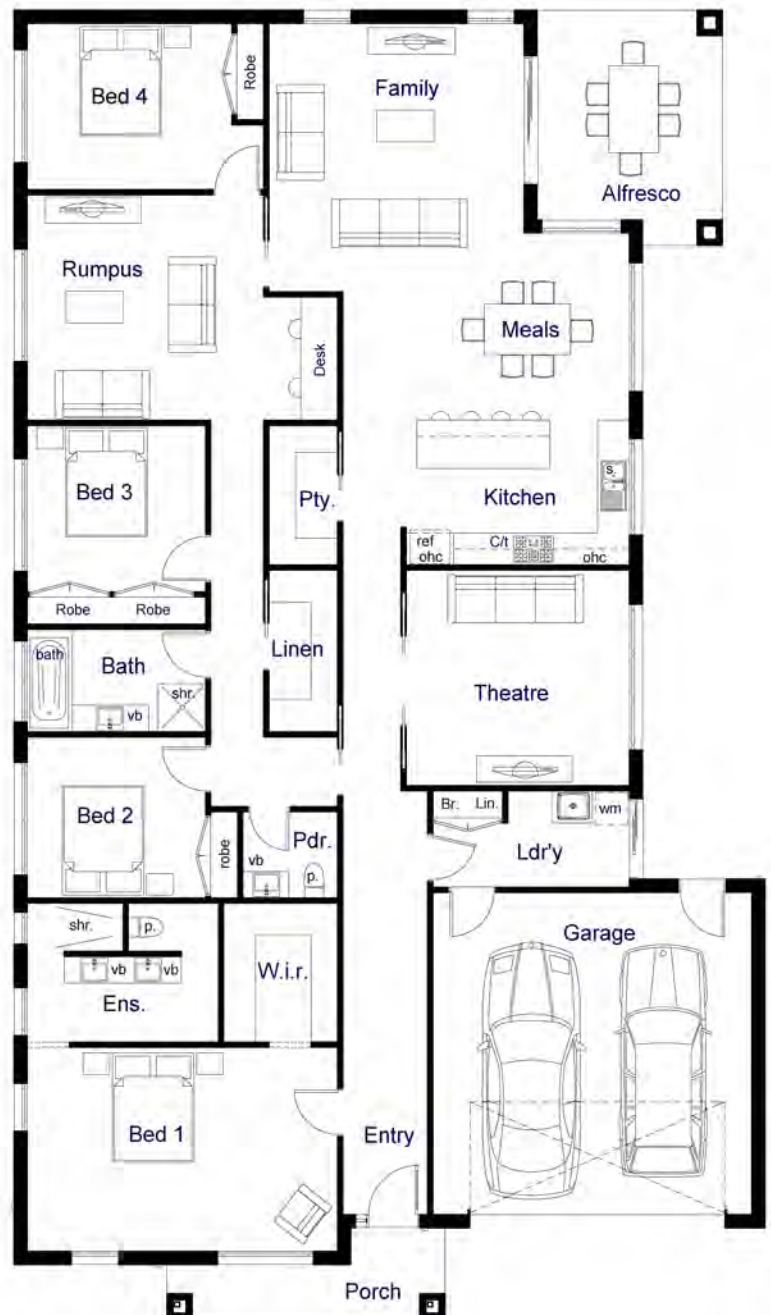 Bed 4
Robe
Family
Alfresco
Rumpus
Desk
Meals
Bed 3
Pty.
Kitchen
s.
ref
ohc
C/t
ohc
Robe
Robe
bath
Bath
shr.
vb
Linen
Theatre
Bed 2
robe
Pdr.
vb
p.
Br.
Lin.
wm
Ldr'y
shr.
p.
vb
vb
Ens.
W.i.r.
Garage
Bed 1
Entry
Porch